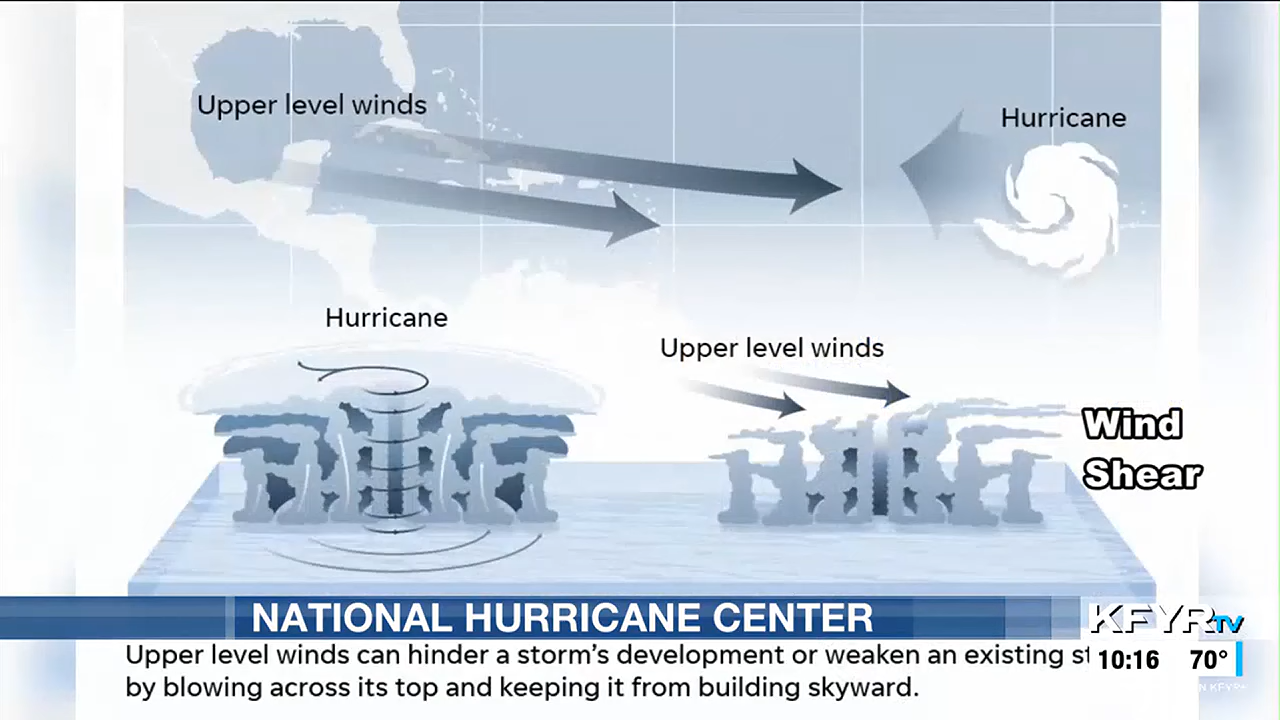 Upper level winds
Hurricane
Hurricane
Upper level winds
Wind
Shear
NATIONAL HURRICANE CENTER
KFYRTV
Upper level winds can hinder a storm's development or weaken an existing
10:16 70°
by blowing across its top and keeping it from building skyward.